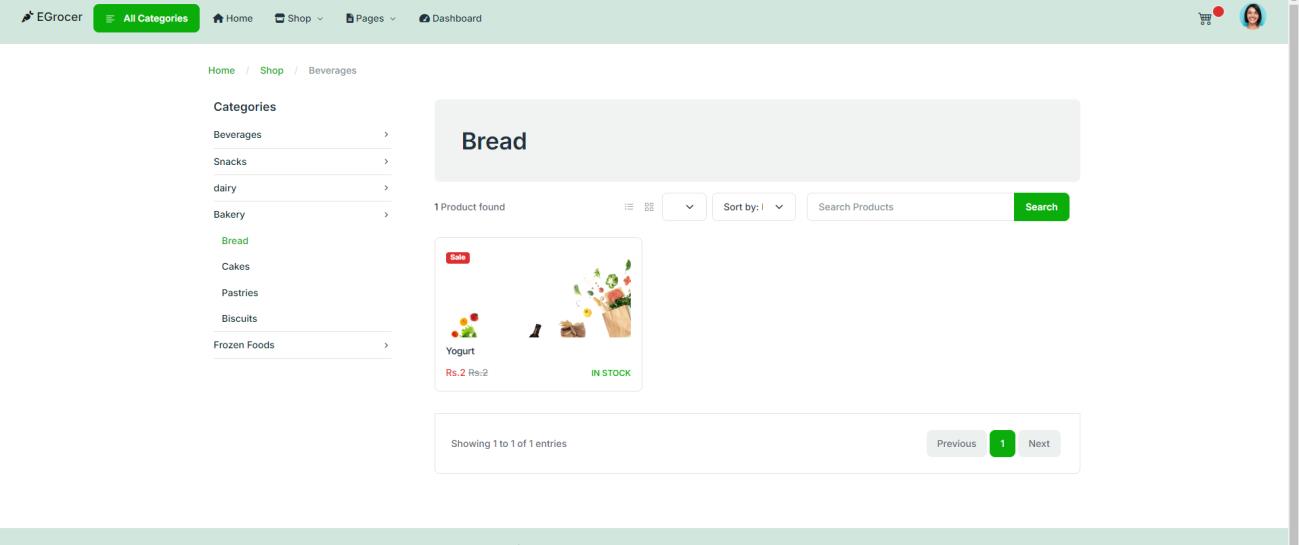 EGrocer All Categories Home Shop Pages Dashboard
Home / Shop / Beverages
Categories
Beverages
Snacks
dairy
Bakery
Bread
Cakes
Pastries
Biscuits
Frozen Foods
Bread
1 Product found Sort by: Search Products Search
Sale
Yogurt
Rs.2 Rs.2 IN STOCK
Showing 1 to 1 of 1 entries Previous 1 Next